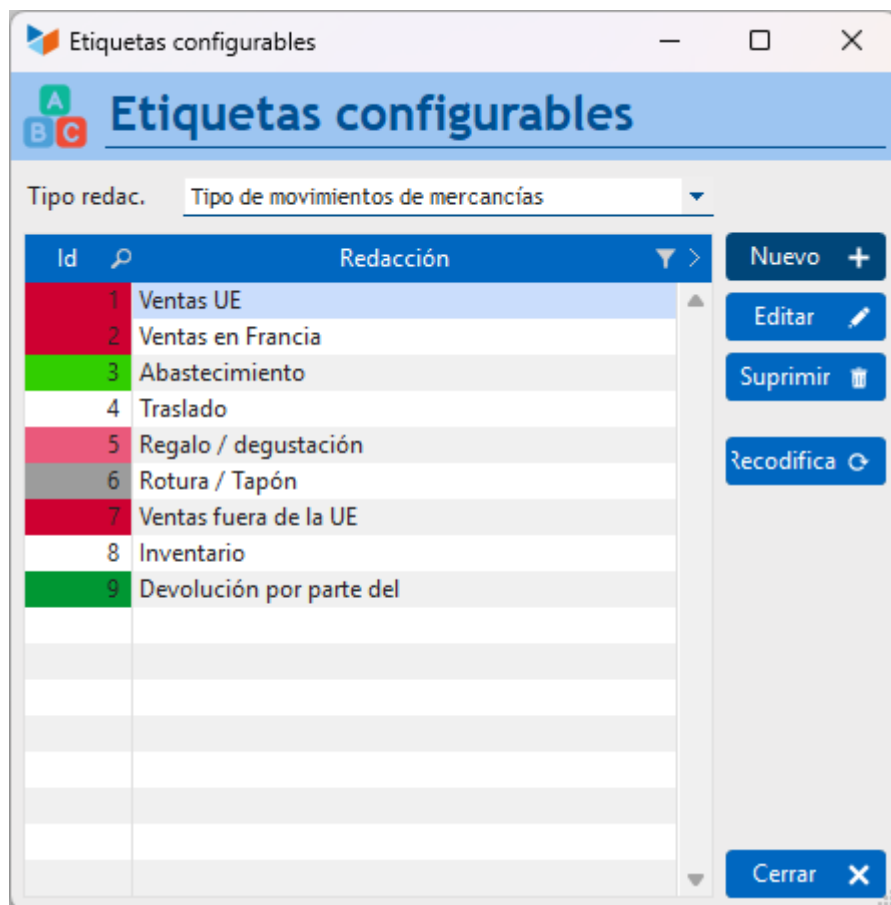 Etiquetas configurables
A
B C
Etiquetas configurables
Tipo redac. Tipo de movimientos de mercancías
Id Redacción
Nuevo
1 Ventas UE
Editar
2 Ventas en Francia
3 Abastecimiento
Suprimir
4 Traslado
5 Regalo / degustación
Recodifica
6 Rotura / Tapón
7 Ventas fuera de la UE
8 Inventario
9 Devolución por parte del
Cerrar